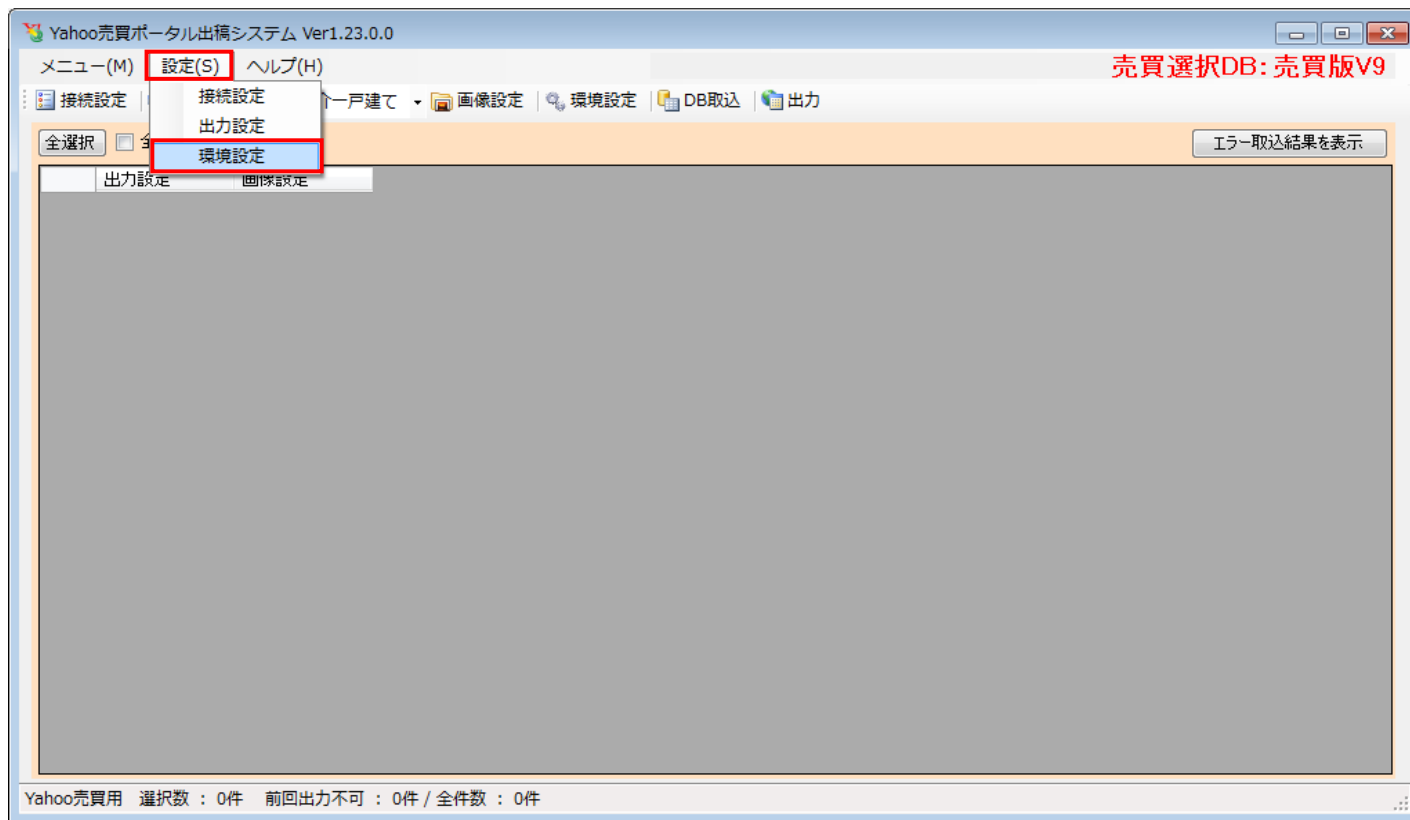 Yahoo売買ポータル出稿システム Ver1.23.0.0
メニュー(M) 設定(S) ヘルプ(H) 売買選択DB：売買版V9
接続設定 一戸建て 画像設定 環境設定 DB取込 出力
接続設定
出力設定
環境設定
全選択 エラー取込結果を表示
出力設定 画像設定
Yahoo売買用 選択数 ： 0件 前回出力不可 ： 0件 / 全件数 ： 0件